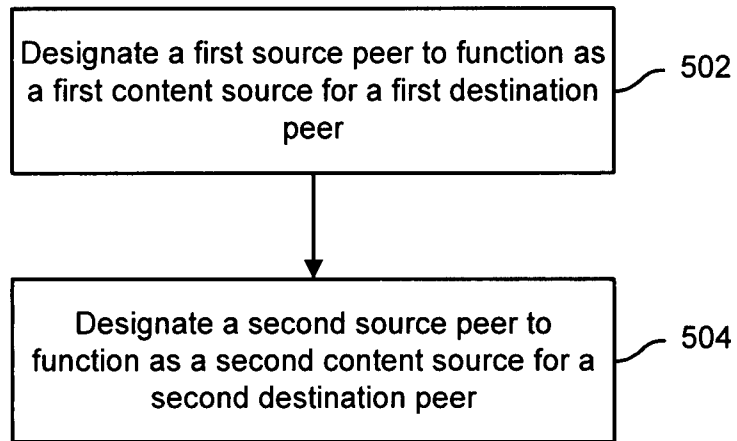 Designate a first source peer to function as
a first content source for a first destination
peer
502
Designate a second source peer to
function as a second content source for a
second destination peer
504